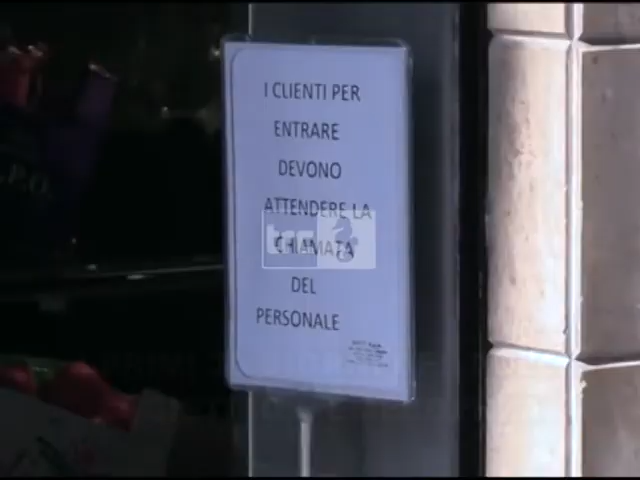 I CLIENTI PER
ENTRARE
DEVONO
ATTENDERE LA
CHIAMATA
DEL
PERSONALE